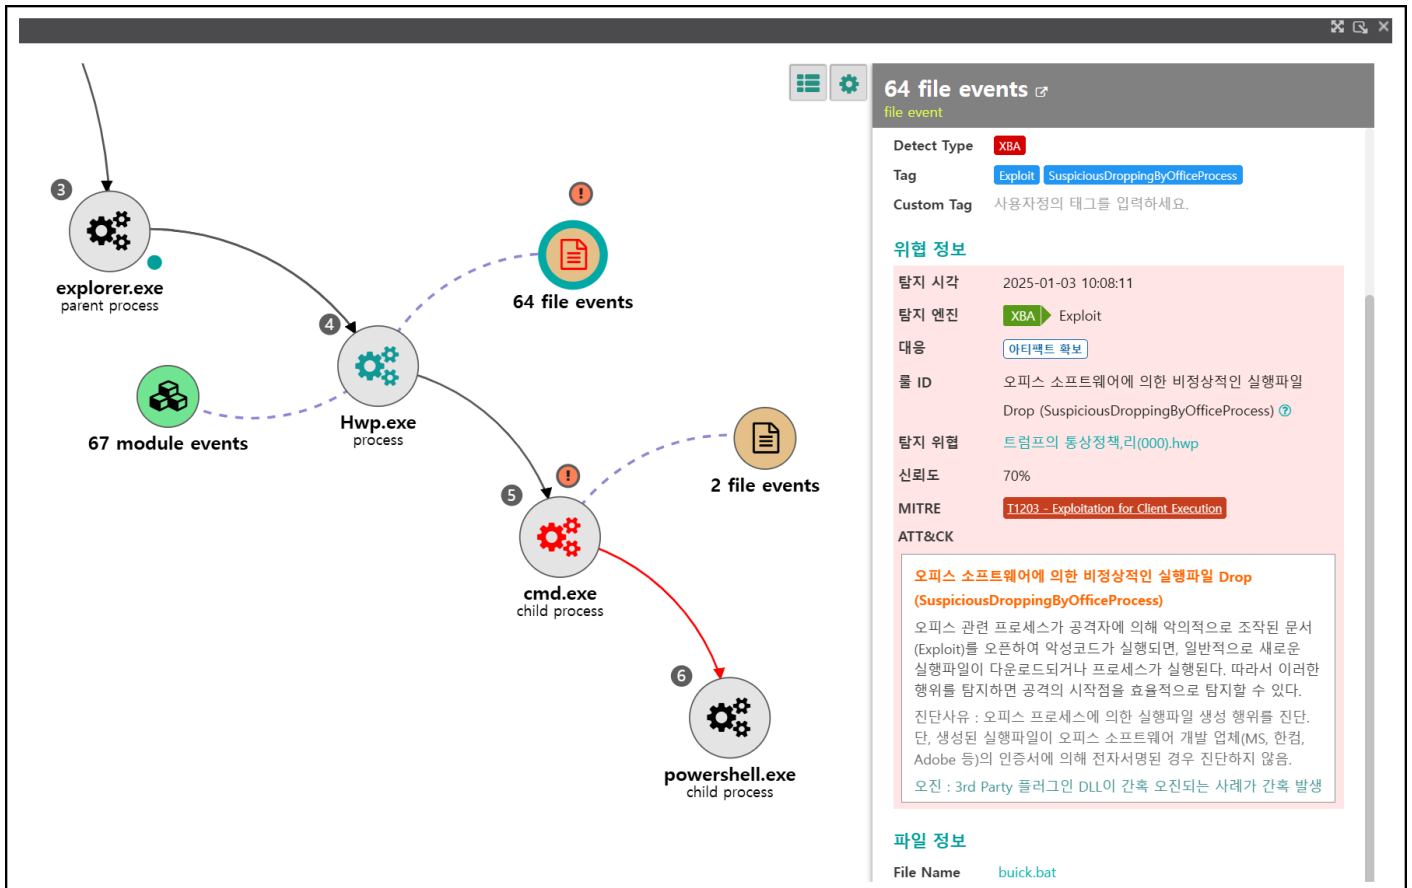 3
explorer.exe
parent process
4
Hwp.exe
process
67 module events
!
64 file events
5
!
cmd.exe
child process
2 file events
6
powershell.exe
child process
64 file events
file event
Detect Type XBA
Tag Exploit SuspiciousDroppingByOfficeProcess
Custom Tag 사용자정의 태그를 입력하세요.
위협 정보
탐지 시각 2025-01-03 10:08:11
탐지 엔진 XBA Exploit
대응 아티팩트 확보
룰 ID 오피스 소프트웨어에 의한 비정상적인 실행파일
Drop (SuspiciousDroppingByOfficeProcess) ?
탐지 위협 트럼프의 통상정책,리(000).hwp
신뢰도 70%
MITRE T1203 - Exploitation for Client Execution
ATT&CK
오피스 소프트웨어에 의한 비정상적인 실행파일 Drop
(SuspiciousDroppingByOfficeProcess)
오피스 관련 프로세스가 공격자에 의해 악의적으로 조작된 문서
(Exploit)를 오픈하여 악성코드가 실행되면, 일반적으로 새로운
실행파일이 다운로드되거나 프로세스가 실행된다. 따라서 이러한
행위를 탐지하면 공격의 시작점을 효율적으로 탐지할 수 있다.
진단사유 : 오피스 프로세스에 의한 실행파일 생성 행위를 진단.
단, 생성된 실행파일이 오피스 소프트웨어 개발 업체(MS, 한컴,
Adobe 등)의 인증서에 의해 전자서명된 경우 진단하지 않음.
오진 : 3rd Party 플러그인 DLL이 간혹 오진되는 사례가 간혹 발생
파일 정보
File Name buick.bat